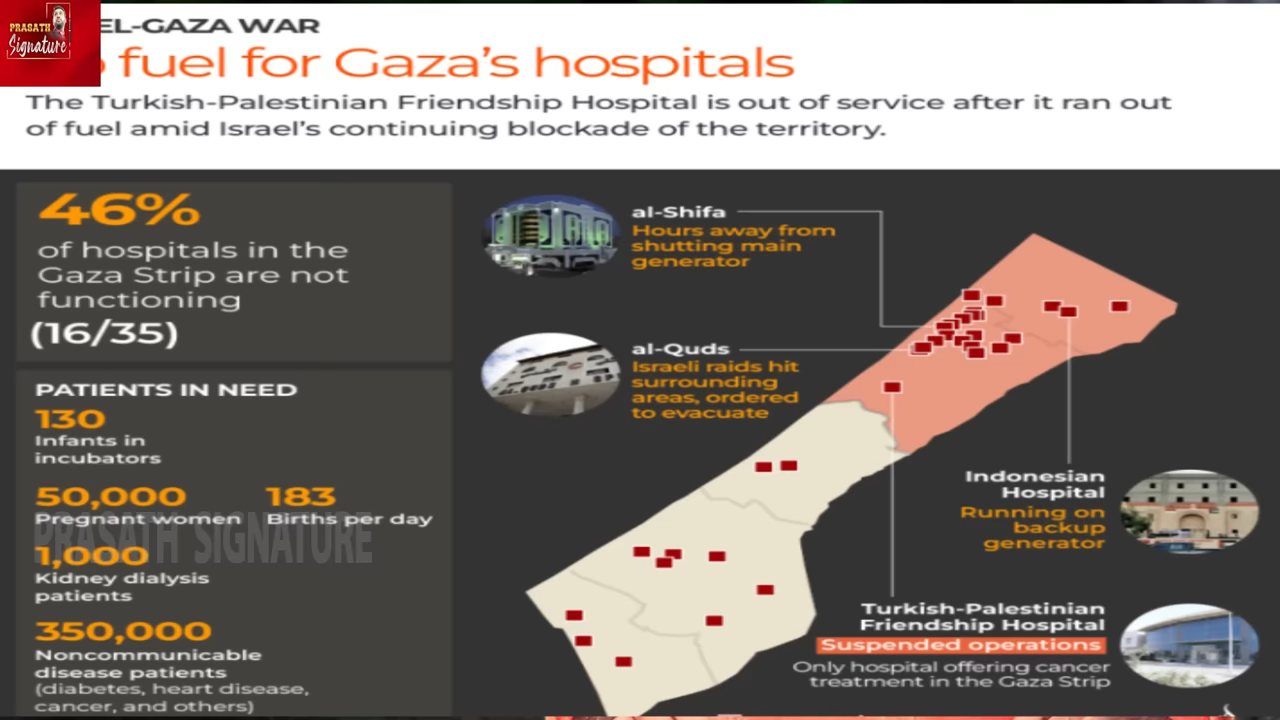 PRASATH
Signature
EL-GAZA WAR
fuel for Gaza's hospitals
The Turkish-Palestinian Friendship Hospital is out of service after it ran out
of fuel amid Israel's continuing blockade of the territory.
46%
of hospitals in the
Gaza Strip are not
functioning
(16/35)
PATIENTS IN NEED
130
Infants in
incubators
50,000 183
Pregnant women Births per day
PRASATH SIGNATURE
1,000
Kidney dialysis
patients
350,000
Noncommunicable
disease patients
(diabetes, heart disease,
cancer, and others)
al-Shifa
Hours away from
shutting main
generator
al-Quds
Israeli raids hit
surrounding
areas, ordered
to evacuate
Indonesian
Hospital
Running on
backup
generator
Turkish-Palestinian
Friendship Hospital
Suspended operations
Only hospital offering cancer
treatment in the Gaza Strip